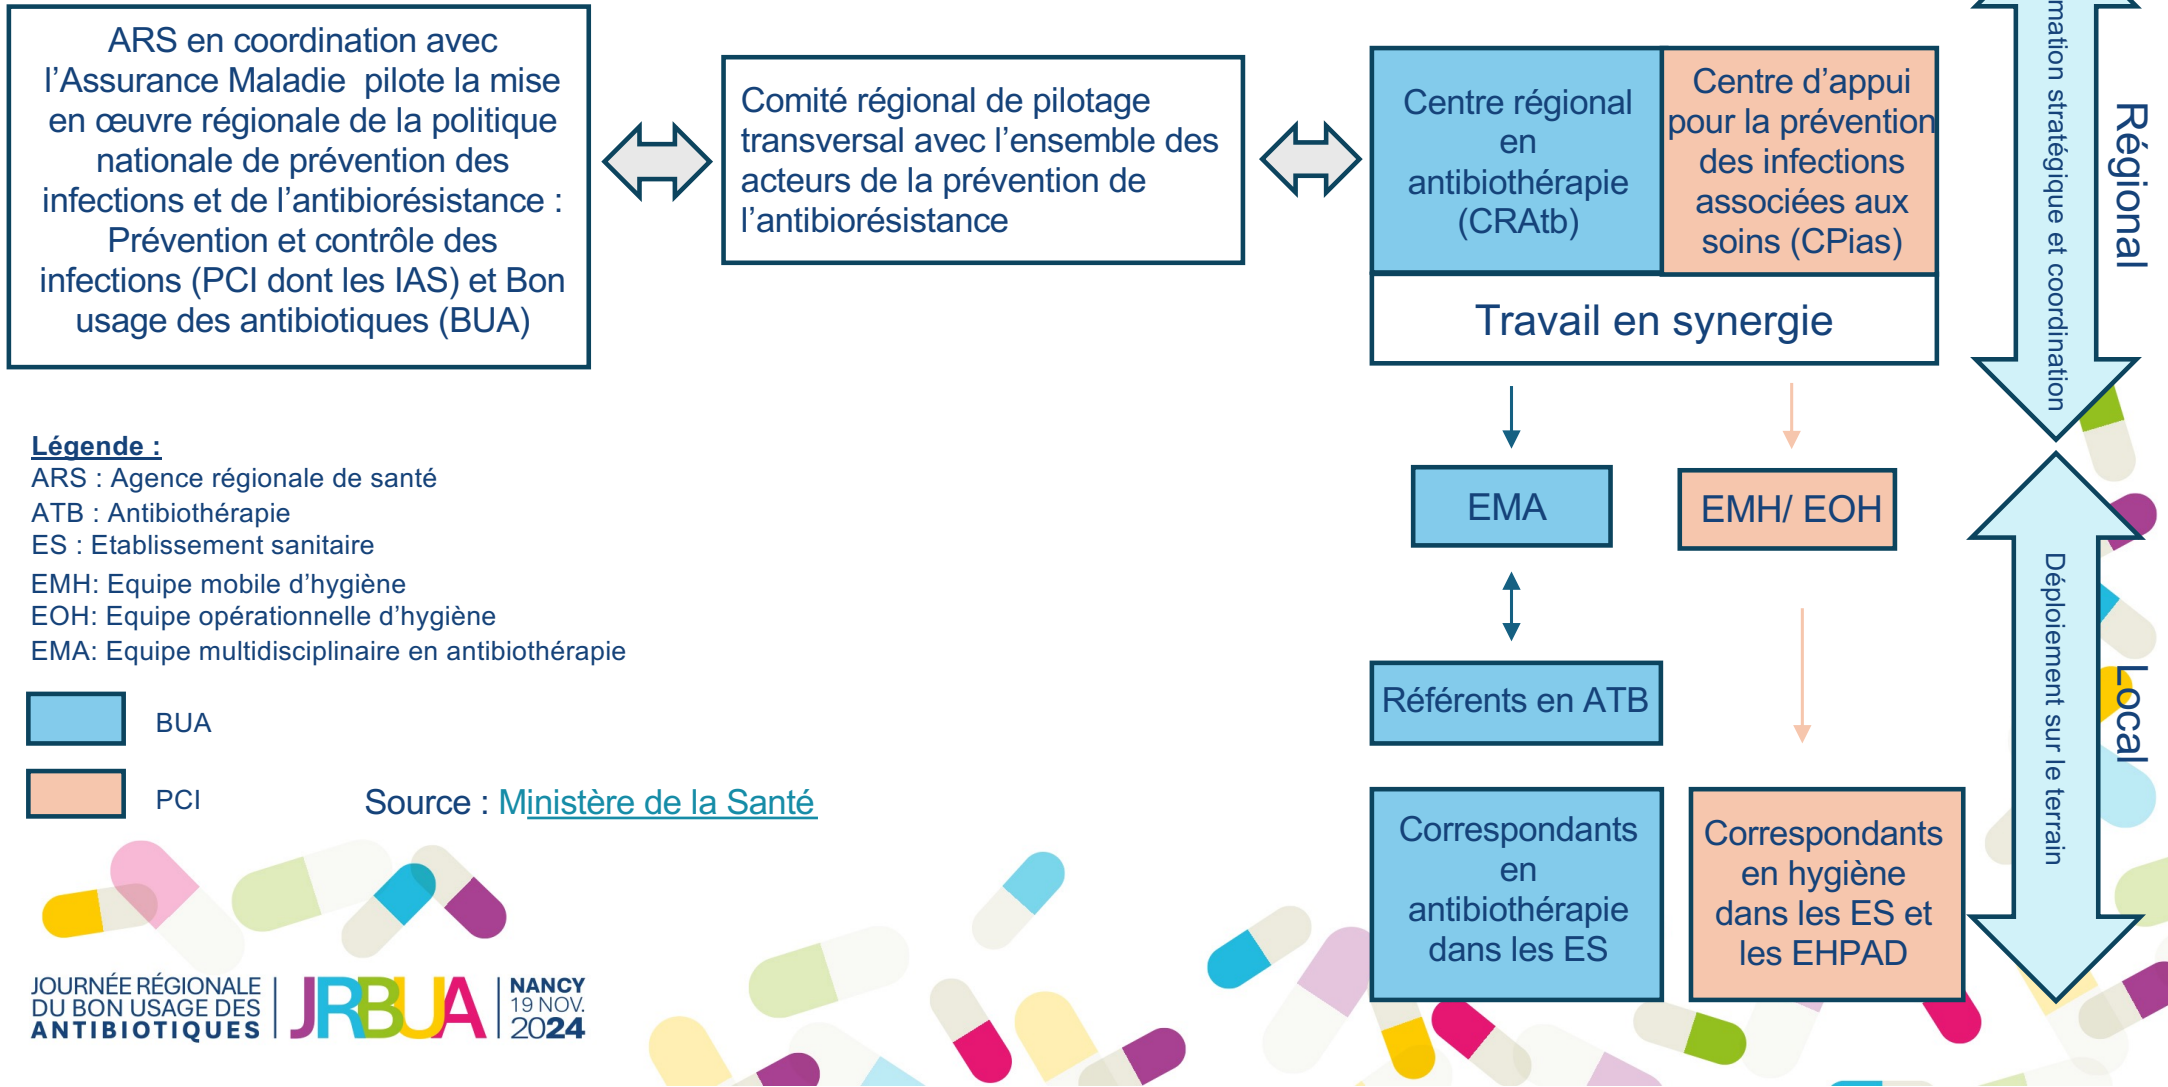 ARS en coordination avec
l’Assurance Maladie pilote la mise
en œuvre régionale de la politique
nationale de prévention des
infections et de l’antibiorésistance :
Prévention et contrôle des
infections (PCI dont les IAS) et Bon
usage des antibiotiques (BUA)
Comité régional de pilotage
transversal avec l’ensemble des
acteurs de la prévention de
l’antibiorésistance
Centre régional
en
antibiothérapie
(CRAtb)
Centre d’appui
pour la prévention
des infections
associées aux
soins (CPias)
Travail en synergie
stratégique et coordination
Régional
Légende :
ARS : Agence régionale de santé
ATB : Antibiothérapie
ES : Etablissement sanitaire
EMH: Equipe mobile d’hygiène
EOH: Equipe opérationnelle d’hygiène
EMA: Equipe multidisciplinaire en antibiothérapie
BUA
PCI
Source : Ministère de la Santé
EMA
EMH/ EOH
Référents en ATB
Correspondants
en
antibiothérapie
dans les ES
Correspondants
en hygiène
dans les ES et
les EHPAD
Déploiement sur le terrain
Local
JOURNÉE RÉGIONALE
DU BON USAGE DES
ANTIBIOTIQUES
JRBUA
NANCY
19 NOV.
2024